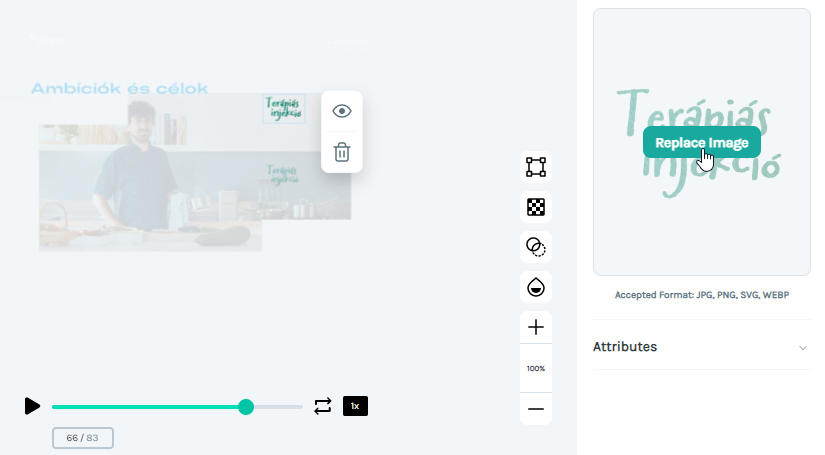 Ambíciók és célok
Terápiás
injekció
Terápiás
injekció
Terápiás
Replace Image
injekció
Accepted Format: JPG, PNG, SVG, WEBP
Attributes
100%
1x
66 / 83